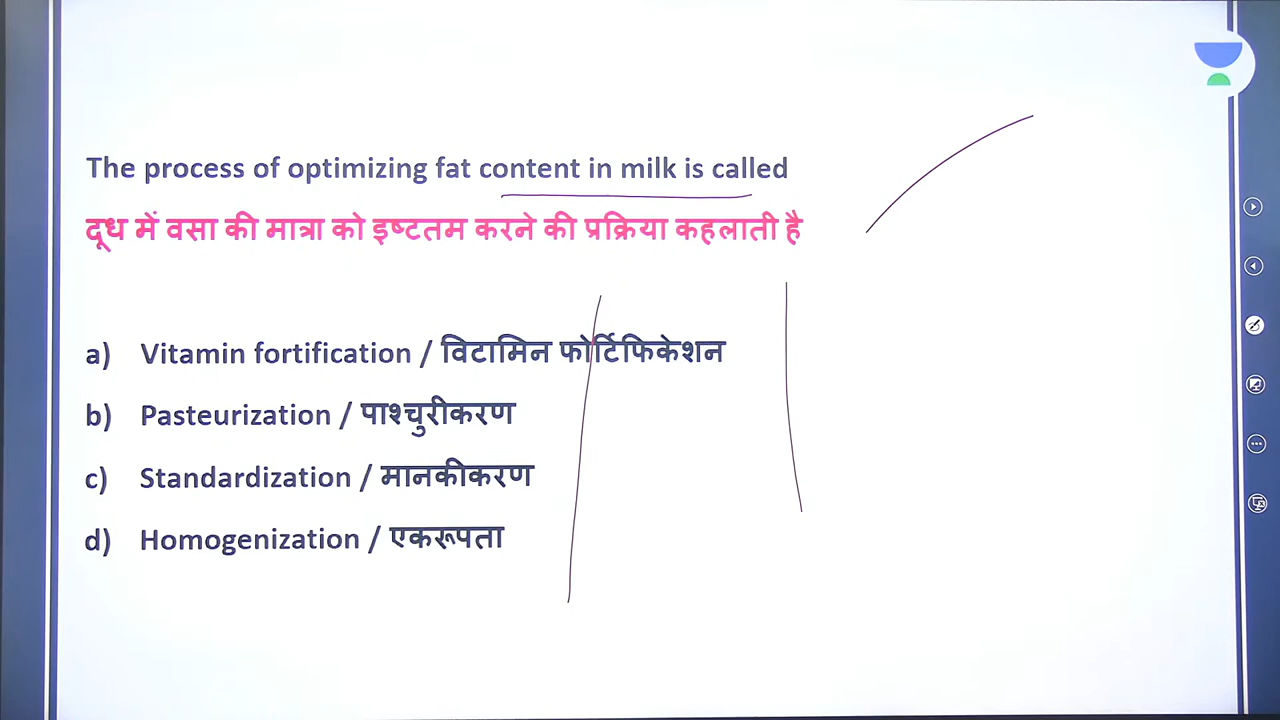 The process of optimizing fat content in milk is called
दूध में वसा की मात्रा को इष्टतम करने की प्रक्रिया कहलाती है
a) Vitamin fortification / विटामिन फोर्टिफिकेशन
b) Pasteurization / पाश्चुरीकरण
c) Standardization / मानकीकरण
d) Homogenization / एकरूपता